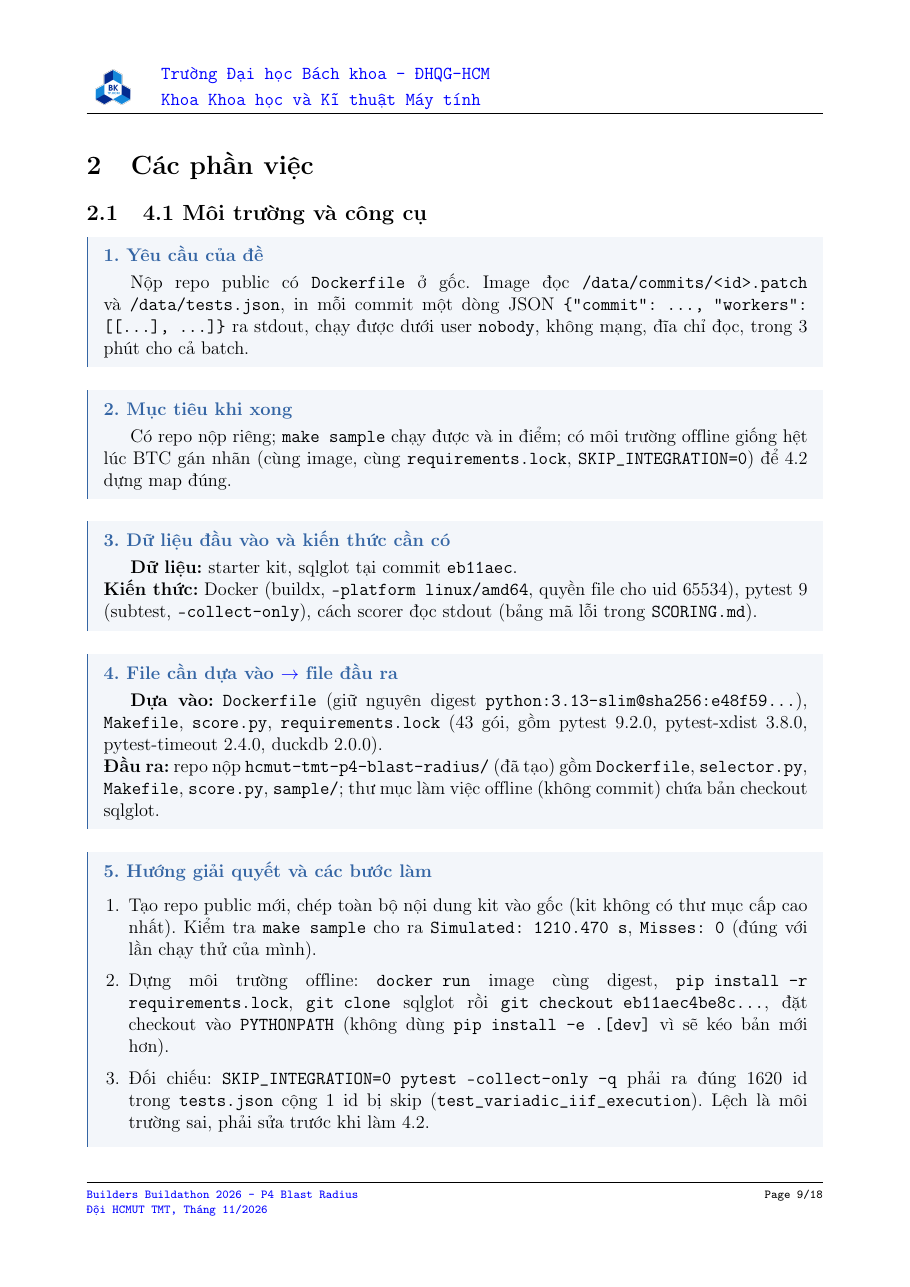 BK
Trường Đại học Bách khoa - ĐHQG-HCM
Khoa Khoa học và Kĩ thuật Máy tính
2 Các phần việc
2.1 4.1 Môi trường và công cụ
1. Yêu cầu của đề
Nộp repo public có Dockerfile ở gốc. Image đọc /data/commits/<id>.patch
và /data/tests.json, in mỗi commit một dòng JSON {"commit": ..., "workers":
[[...], ...]} ra stdout, chạy được dưới user nobody, không mạng, đĩa chỉ đọc, trong 3
phút cho cả batch.
2. Mục tiêu khi xong
Có repo nộp riêng; make sample chạy được và in điểm; có môi trường offline giống hệt
lúc BTC gán nhãn (cùng image, cùng requirements.lock, SKIP_INTEGRATION=0) để 4.2
dựng map đúng.
3. Dữ liệu đầu vào và kiến thức cần có
Dữ liệu: starter kit, sqlglot tại commit eb11aec.
Kiến thức: Docker (buildx, -platform linux/amd64, quyền file cho uid 65534), pytest 9
(subtest, -collect-only), cách scorer đọc stdout (bảng mã lỗi trong SCORING.md).
4. File cần dựa vào → file đầu ra
Dựa vào: Dockerfile (giữ nguyên digest python:3.13-slim@sha256:e48f59...),
Makefile, score.py, requirements.lock (43 gói, gồm pytest 9.2.0, pytest-xdist 3.8.0,
pytest-timeout 2.4.0, duckdb 2.0.0).
Đầu ra: repo nộp hcmut-tmt-p4-blast-radius/ (đã tạo) gồm Dockerfile, selector.py,
Makefile, score.py, sample/; thư mục làm việc offline (không commit) chứa bản checkout
sqlglot.
5. Hướng giải quyết và các bước làm
1. Tạo repo public mới, chép toàn bộ nội dung kit vào gốc (kit không có thư mục cấp cao
nhất). Kiểm tra make sample cho ra Simulated: 1210.470 s, Misses: 0 (đúng với
lần chạy thử của mình).
2. Dựng môi trường offline: docker run image cùng digest, pip install -r
requirements.lock, git clone sqlglot rồi git checkout eb11aec4be8c..., đặt
checkout vào PYTHONPATH (không dùng pip install -e .[dev] vì sẽ kéo bản mới
hơn).
3. Đối chiếu: SKIP_INTEGRATION=0 pytest -collect-only -q phải ra đúng 1620 id
trong tests.json cộng 1 id bị skip (test_variadic_iif_execution). Lệch là môi
trường sai, phải sửa trước khi làm 4.2.
Builders Buildathon 2026 - P4 Blast Radius
Page 9/18
Đội HCMUT TMT, Tháng 11/2026